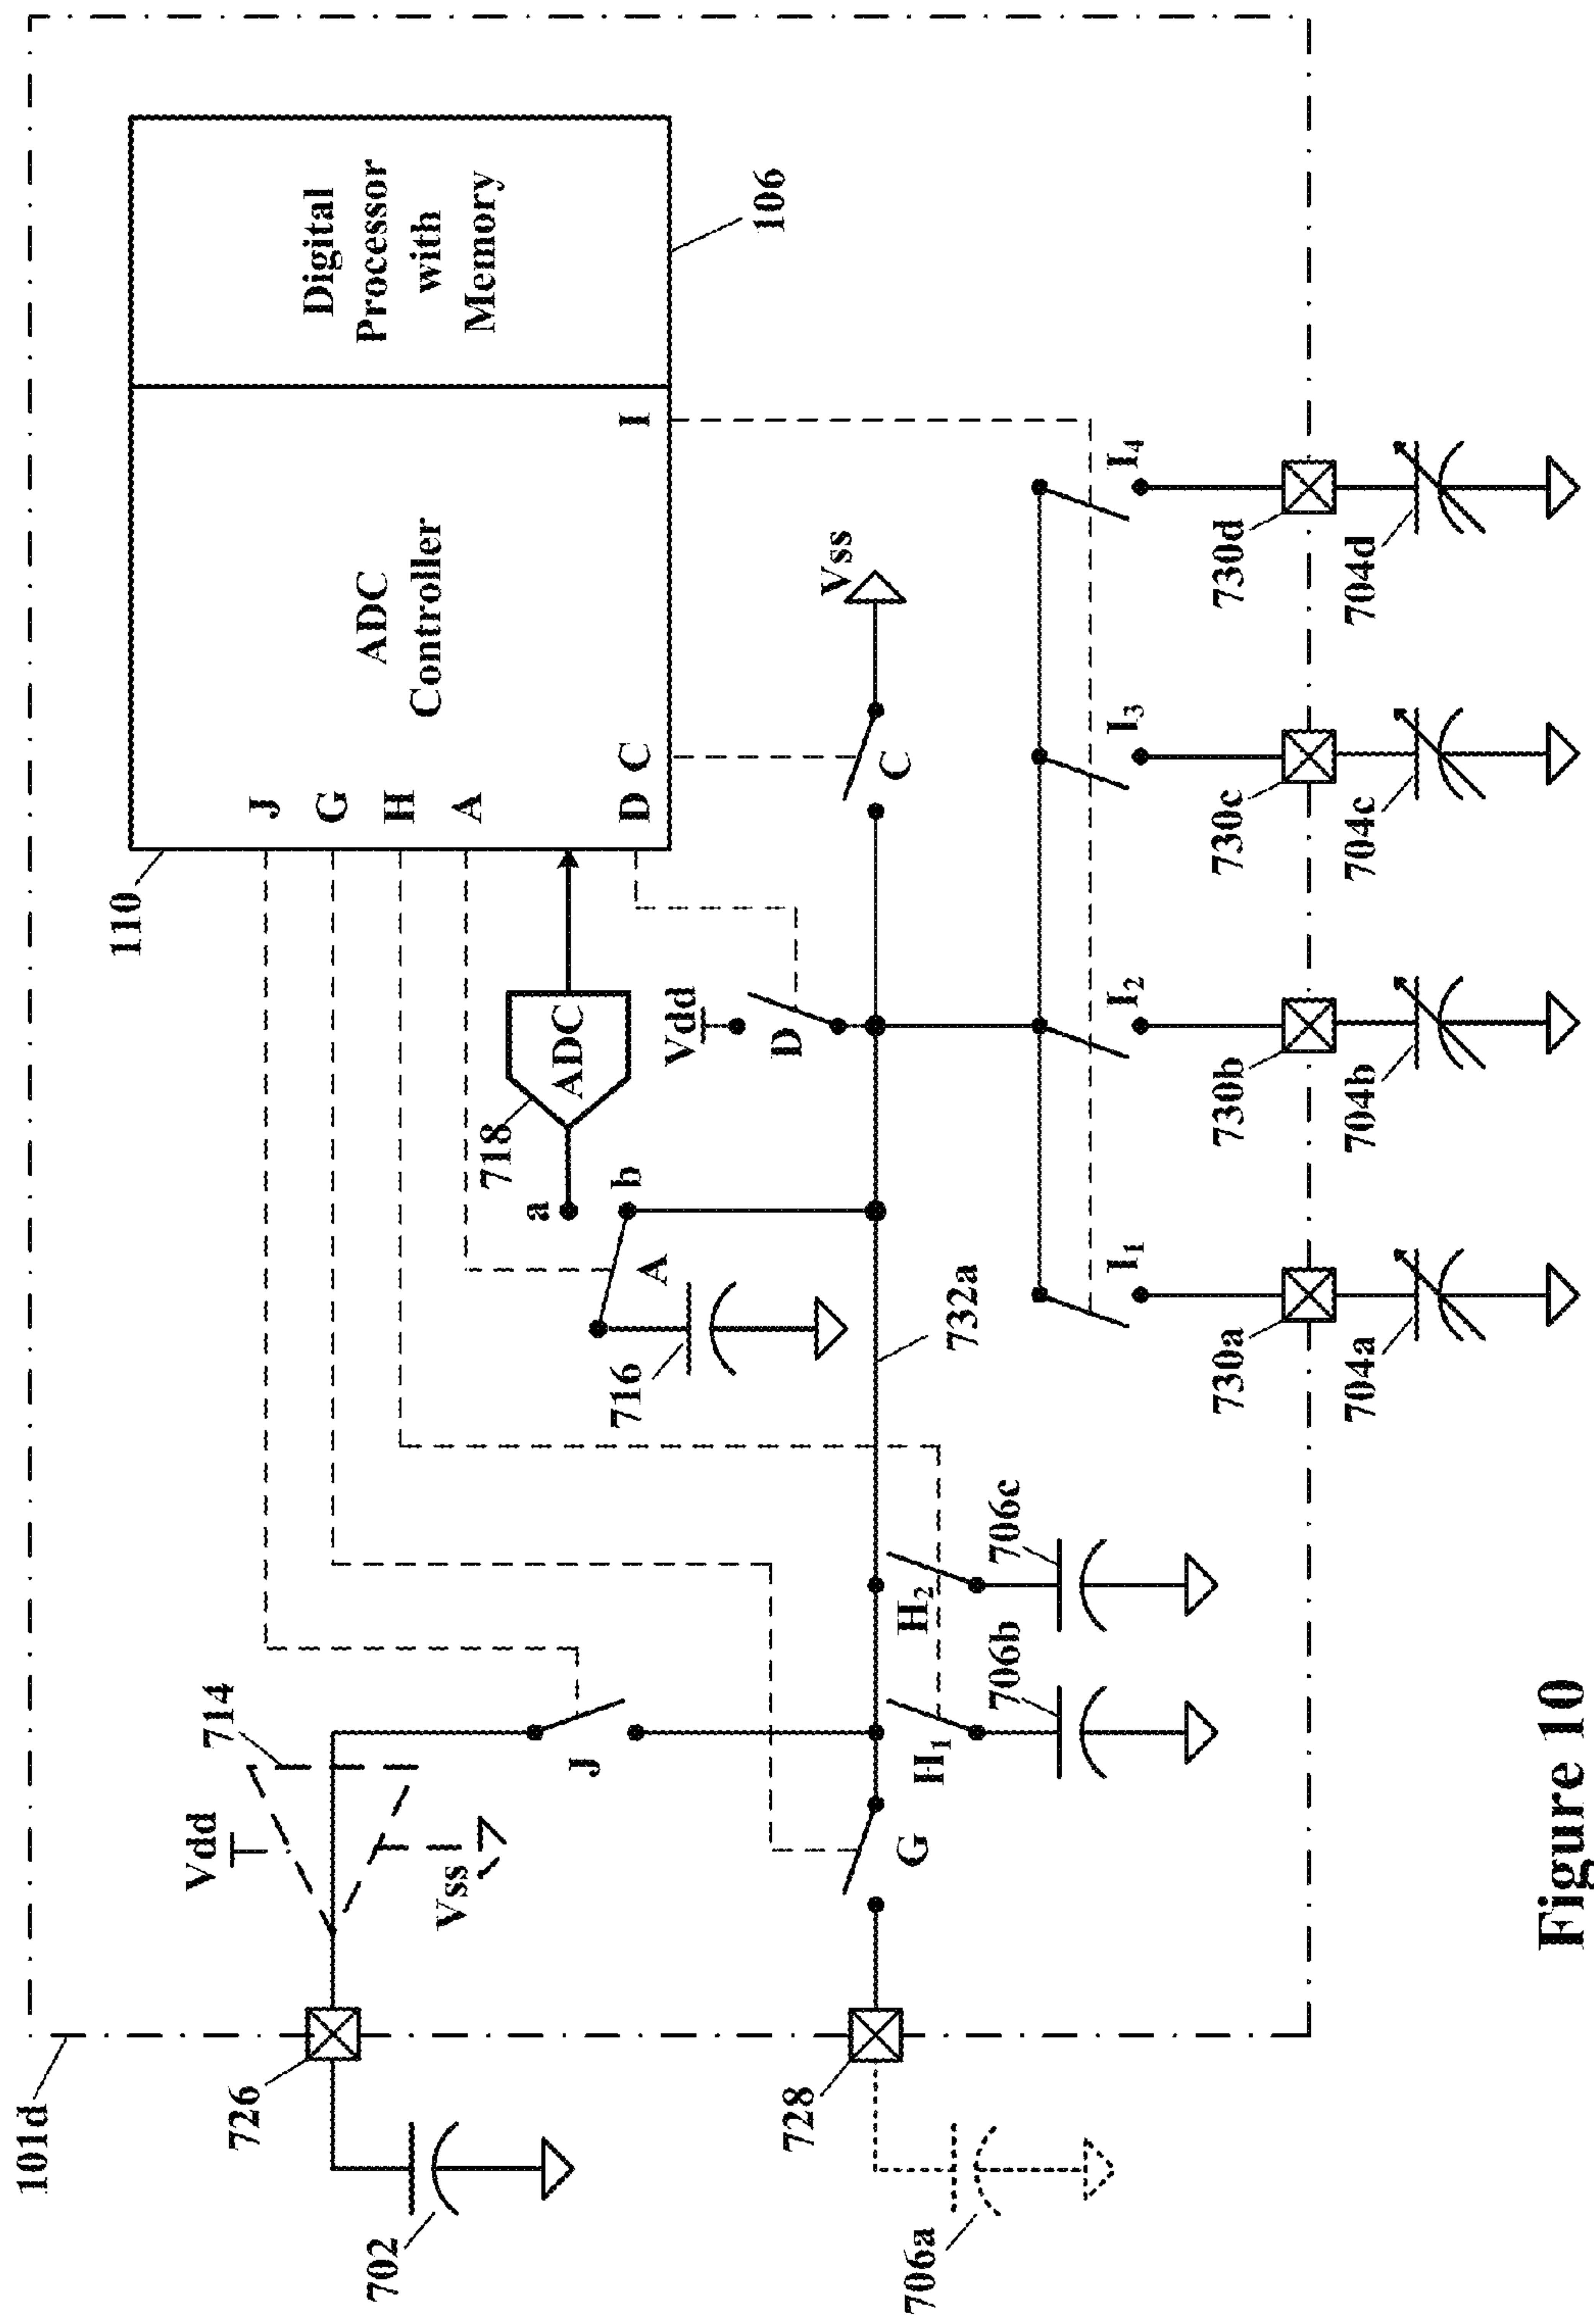 101d
726
702
728
706a
Vdd
714
Vss
J
G
H1
H2
706b
706c
732a
716
A
a
b
718
ADC
Vdd
D
C
Vss
110
J
G
H
A
D C
I
ADC
Controller
Digital
Processor
with
Memory
106
I1
I2
I3
I4
730a
730b
730c
730d
704a
704b
704c
704d
Figure 10